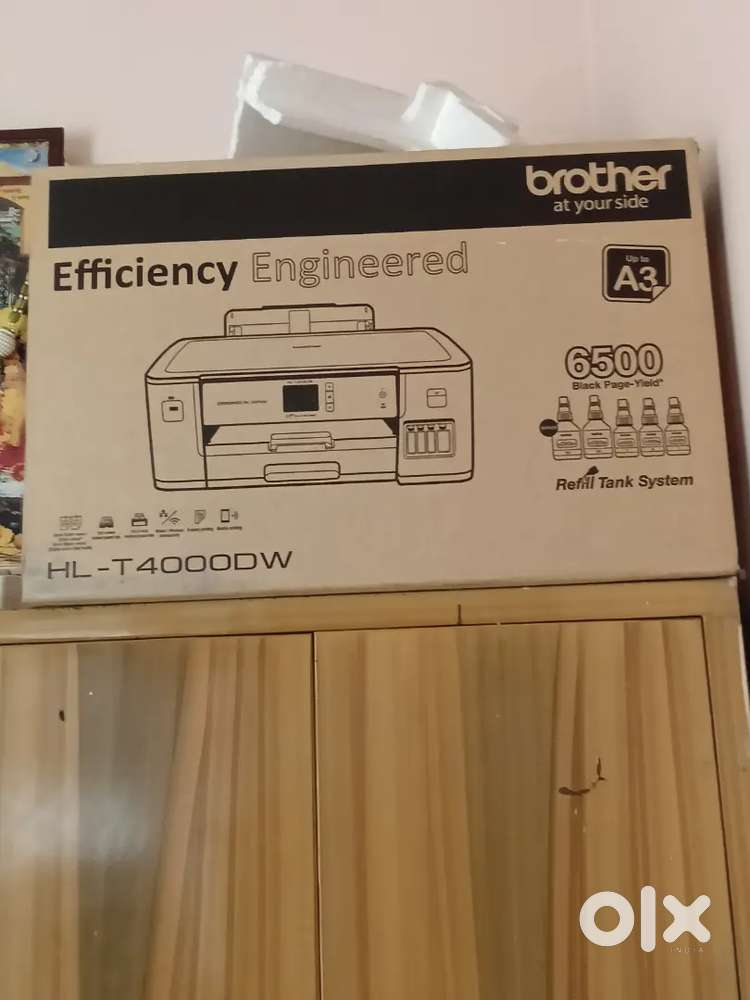 brother
at your side
Efficiency Engineered
Up to
A3
6500
Black Page-Yield*
Refill Tank System
HL-T4000DW
olx
INDIA